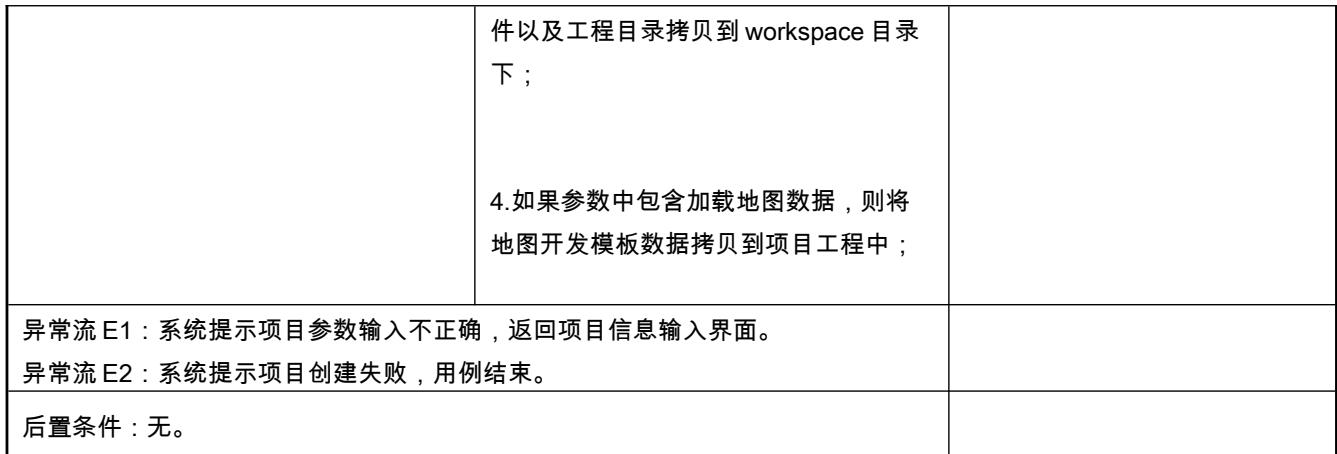 件以及工程目录拷贝到 workspace 目录
下；
4.如果参数中包含加载地图数据，则将
地图开发模板数据拷贝到项目工程中；
异常流 E1：系统提示项目参数输入不正确，返回项目信息输入界面。
异常流 E2：系统提示项目创建失败，用例结束。
后置条件：无。